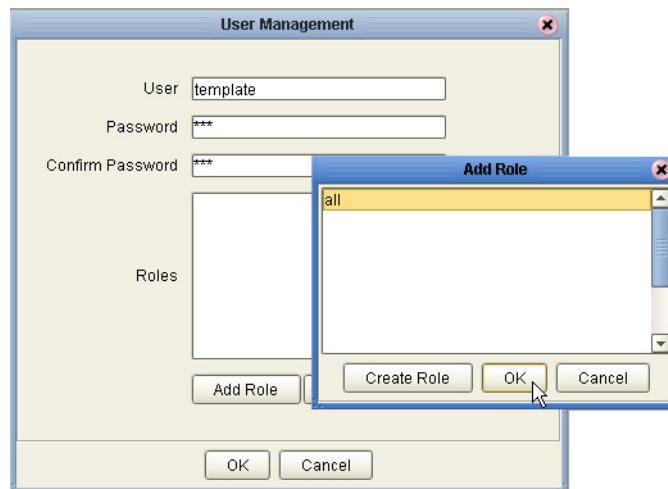 User Management
User template
Password ***
Confirm Password ***
Roles
Add Role
OK Cancel
Add Role
all
Create Role OK Cancel